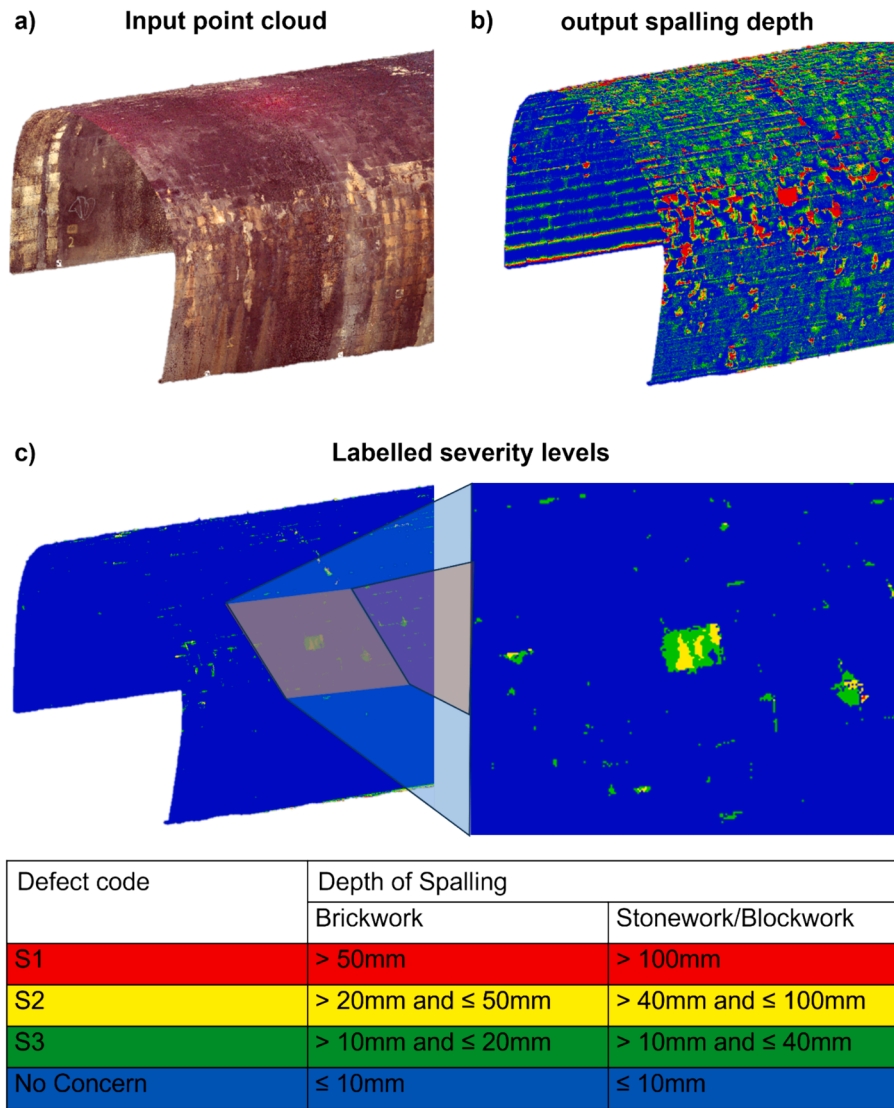 a) Input point cloud
b) output spalling depth
c) Labelled severity levels
Defect code Depth of Spalling
Brickwork Stonework/Blockwork
S1 > 50mm > 100mm
S2 > 20mm and ≤ 50mm > 40mm and ≤ 100mm
S3 > 10mm and ≤ 20mm > 10mm and ≤ 40mm
No Concern ≤ 10mm ≤ 10mm